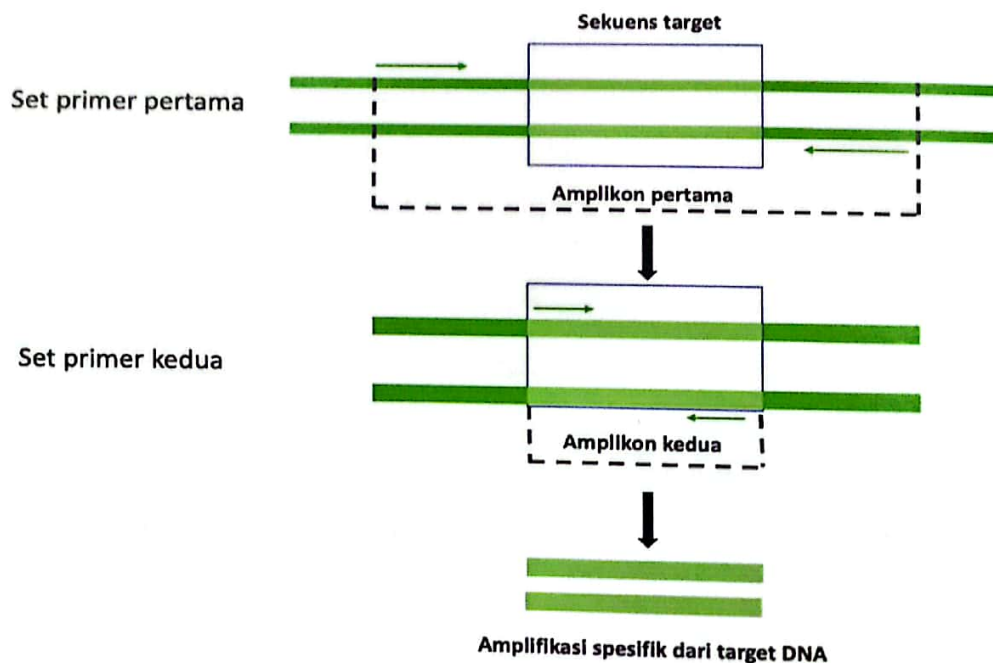 Sekuens target
Set primer pertama
Amplikon pertama
Set primer kedua
Amplikon kedua
Amplifikasi spesifik dari target DNA